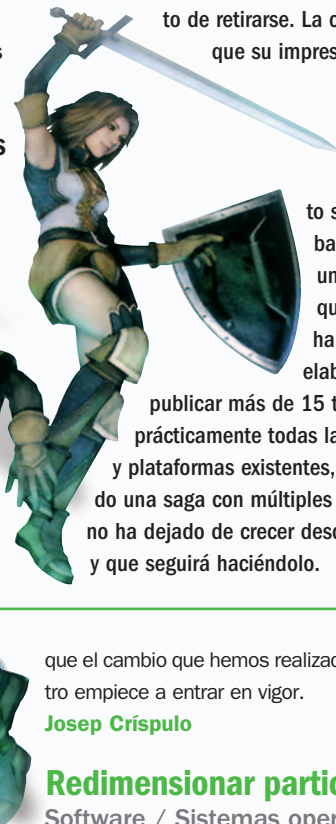 to de retirarse. La
que su impres
s
s
to s
ba
un
qu
ha
elab
publicar más de 15 t
prácticamente todas la
y plataformas existentes,
do una saga con múltiples
no ha dejado de crecer desd
y que seguirá haciéndolo.
que el cambio que hemos realizad
tro empiece a entrar en vigor.
Josep Críspulo
Redimensionar partic
Software / Sistemas oper